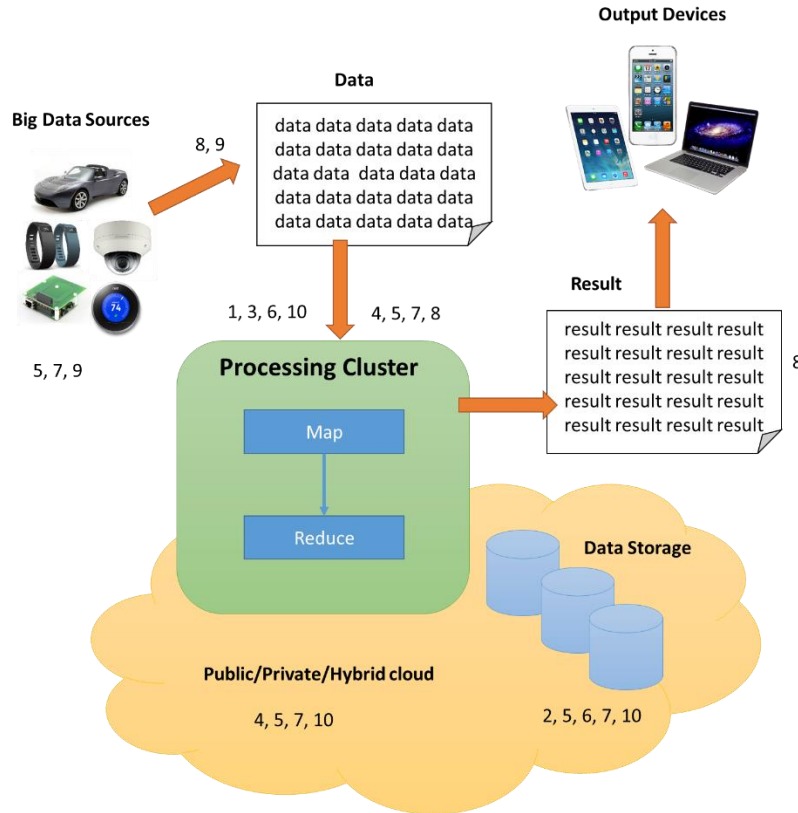 Output Devices
Data
Big Data Sources
8, 9
data data data data data
data data data data data
data data  data data data
data data data data data
data data data data data
74
5, 7, 9
1, 3, 6, 10
4, 5, 7, 8
Result
result result result result
result result result result
result result result result
result result result result
result result result result
8
Processing Cluster
Map
Reduce
Data Storage
Public/Private/Hybrid cloud
4, 5, 7, 10
2, 5, 6, 7, 10